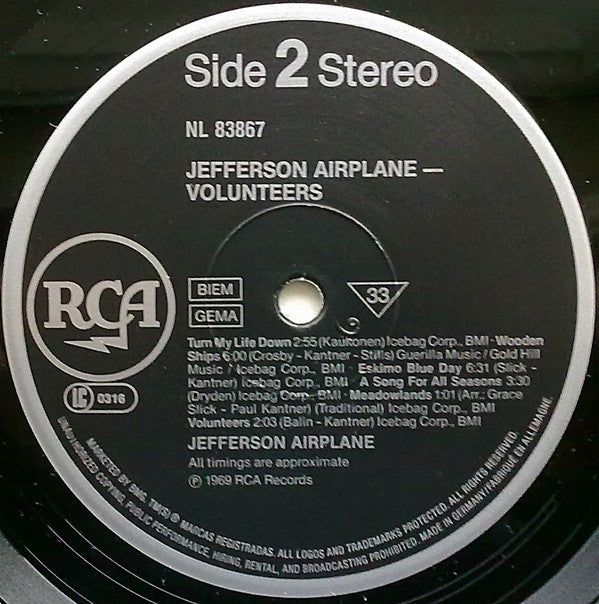 Side 2 Stereo
NL 83867
JEFFERSON AIRPLANE —
VOLUNTEERS
RCA
BIEM
GEMA
33
LC 0316
Turn My Life Down 2:55 (Kaukonen) Icebag Corp., BMI · Wooden
Ships 6:00 (Crosby - Kantner - Stills) Guerilla Music / Gold Hill
Music / Icebag Corp., BMI · Eskimo Blue Day 6:31 (Slick -
Kantner) Icebag Corp., BMI · A Song For All Seasons 3:30
(Dryden) Icebag Corp., BMI · Meadowlands 1:01 (Arr.: Grace
Slick - Paul Kantner) (Traditional) Icebag Corp., BMI
Volunteers 2:03 (Balin - Kantner) Icebag Corp., BMI
JEFFERSON AIRPLANE
All timings are approximate
℗ 1969 RCA Records
MARKETED BY BMG. TM(S) ® MARCAS REGISTRADAS. ALL LOGOS AND TRADEMARKS PROTECTED. ALL RIGHTS RESERVED.
UNAUTHORIZED COPYING, PUBLIC PERFORMANCE, HIRING, RENTAL, AND BROADCASTING PROHIBITED. MADE IN GERMANY/FABRIQUÉ EN ALLEMAGNE.